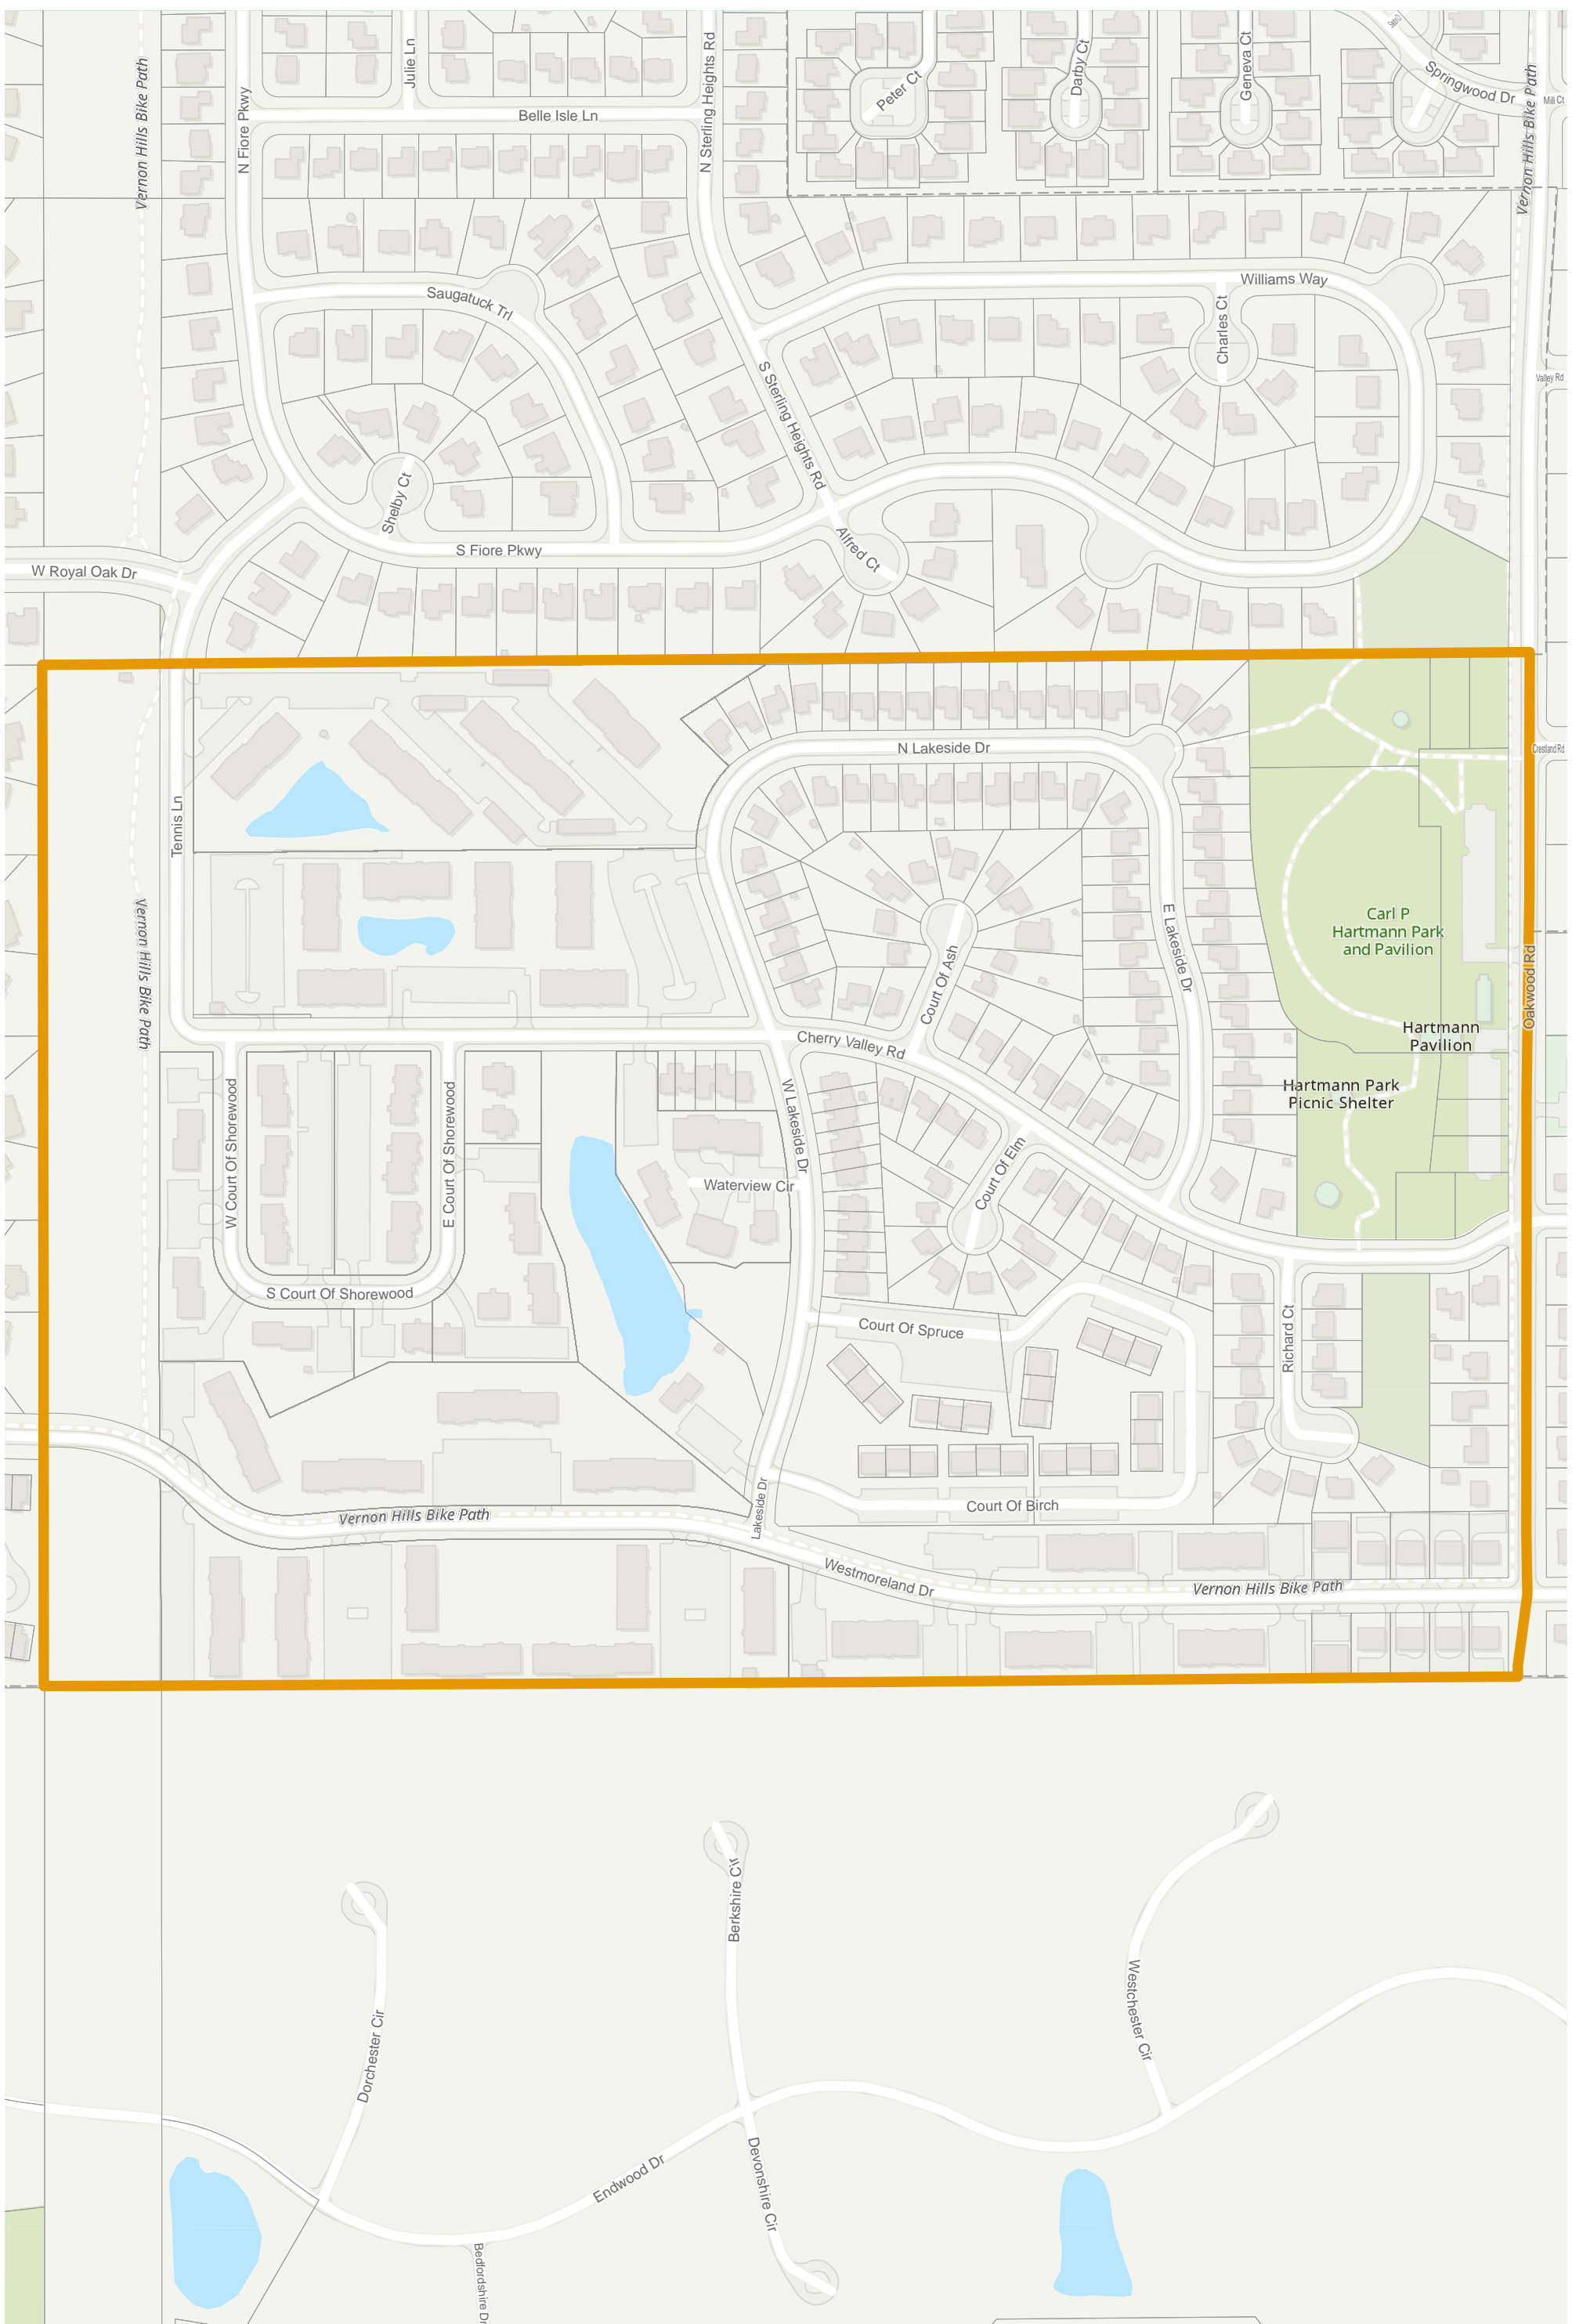 Julie Ln
N Sterling Heights Rd
Darby Ct
Geneva Ct
Springwood Dr
Mill Ct
Vernon Hills Bike Path
N Fiore Pkwy
Belle Isle Ln
Peter Ct
Vernon Hills Bike Path
Saugatuck Trl
Williams Way
Charles Ct
Valley Rd
S Sterling Heights Rd
Shelby Ct
S Fiore Pkwy
Alfred Ct
W Royal Oak Dr
N Lakeside Dr
Crestland Rd
Tennis Ln
Vernon Hills Bike Path
E Lakeside Dr
Carl P
Hartmann Park
and Pavilion
Court Of Ash
Oakwood Rd
Cherry Valley Rd
Hartmann
Pavilion
Hartmann Park
Picnic Shelter
W Court Of Shorewood
E Court Of Shorewood
W Lakeside Dr
Waterview Cir
Court Of Elm
S Court Of Shorewood
Court Of Spruce
Richard Ct
Lakeside Dr
Court Of Birch
Vernon Hills Bike Path
Westmoreland Dr
Vernon Hills Bike Path
Berkshire Cir
Dorchester Cir
Westchester Cir
Endwood Dr
Devonshire Cir
Bedfordshire Dr